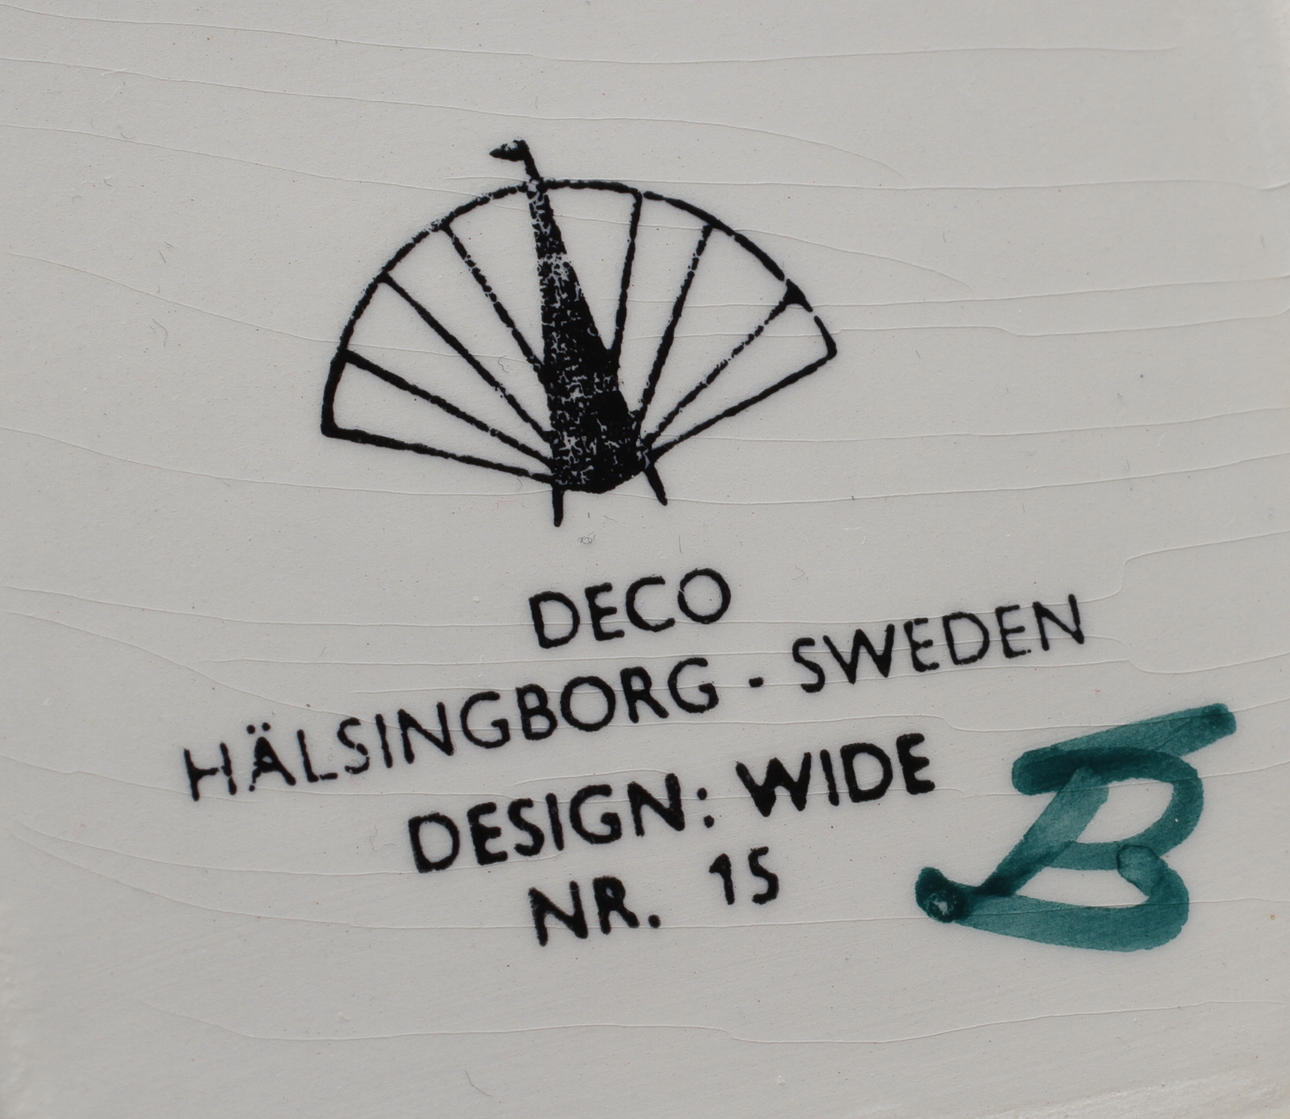 DECO
HÄLSINGBORG - SWEDEN
DESIGN: WIDE
NR. 15
B